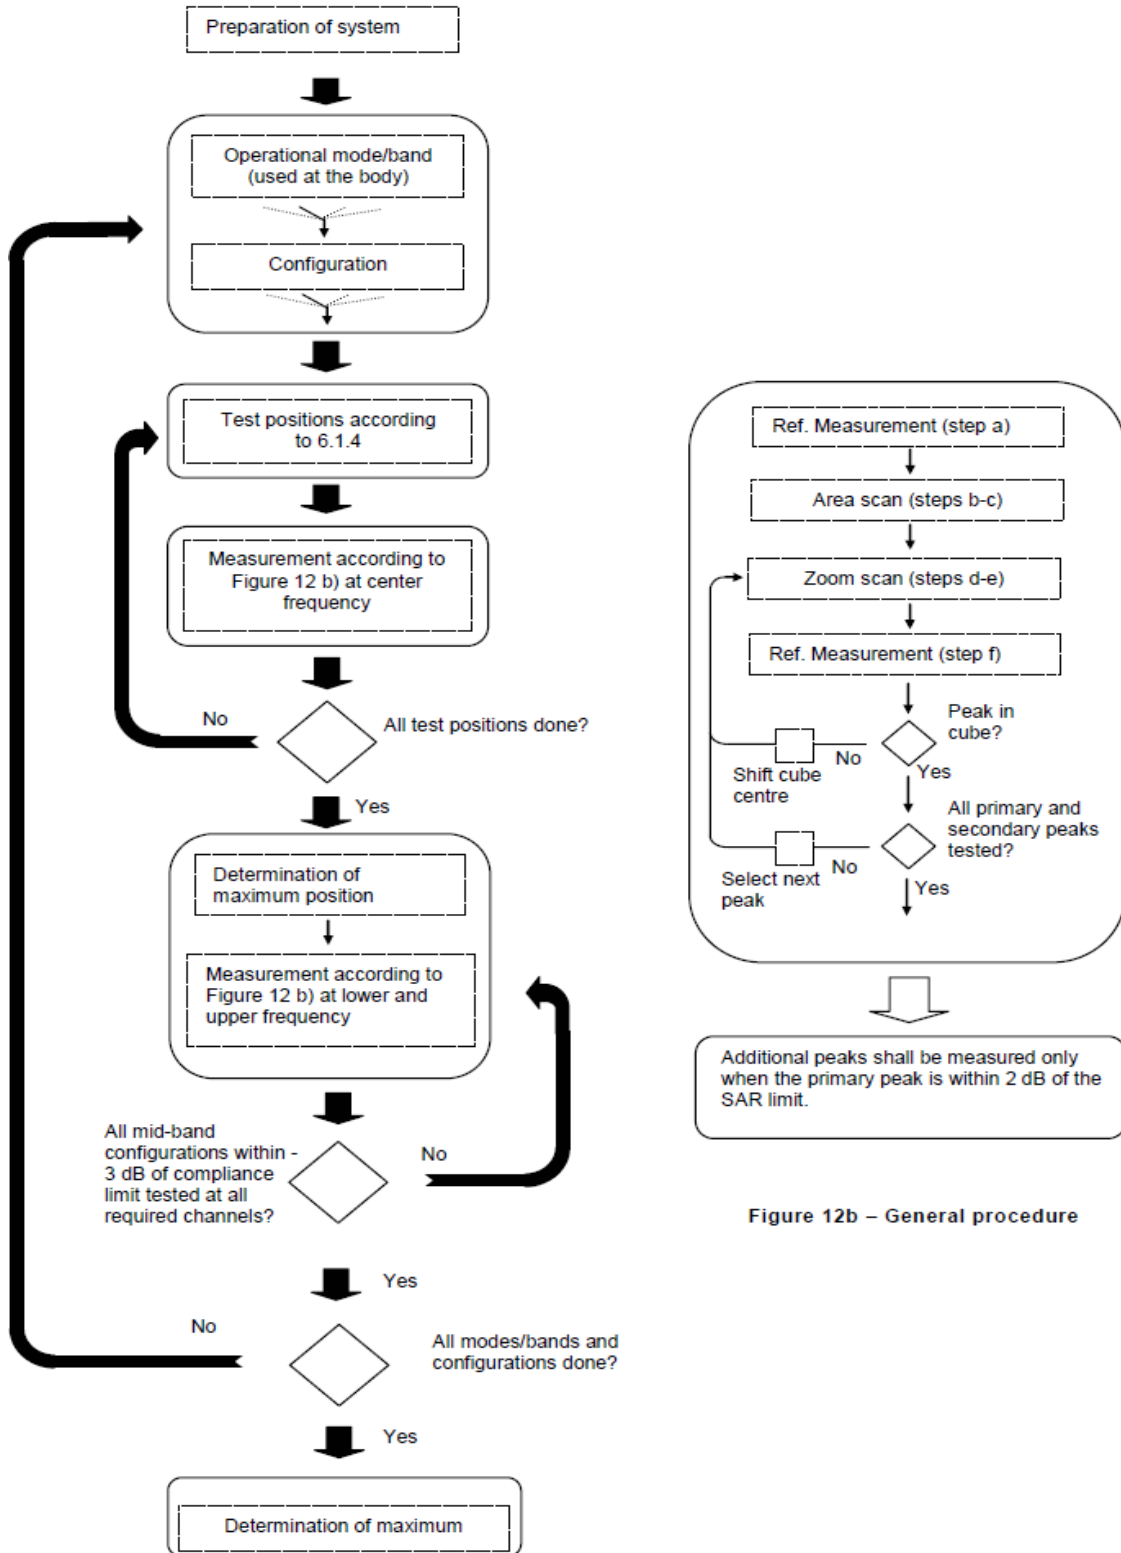 Preparation of system
Operational mode/band
(used at the body)
Configuration
Test positions according
to 6.1.4
Measurement according to
Figure 12 b) at center
frequency
No
All test positions done?
Yes
Determination of
maximum position
Measurement according to
Figure 12 b) at lower and
upper frequency
All mid-band
configurations within -
3 dB of compliance
limit tested at all
required channels?
No
Yes
No
All modes/bands and
configurations done?
Yes
Determination of maximum
Ref. Measurement (step a)
Area scan (steps b-c)
Zoom scan (steps d-e)
Ref. Measurement (step f)
Peak in
cube?
No
Shift cube
centre
Yes
All primary and
secondary peaks
tested?
No
Select next
peak
Yes
Additional peaks shall be measured only
when the primary peak is within 2 dB of the
SAR limit.
Figure 12b – General procedure